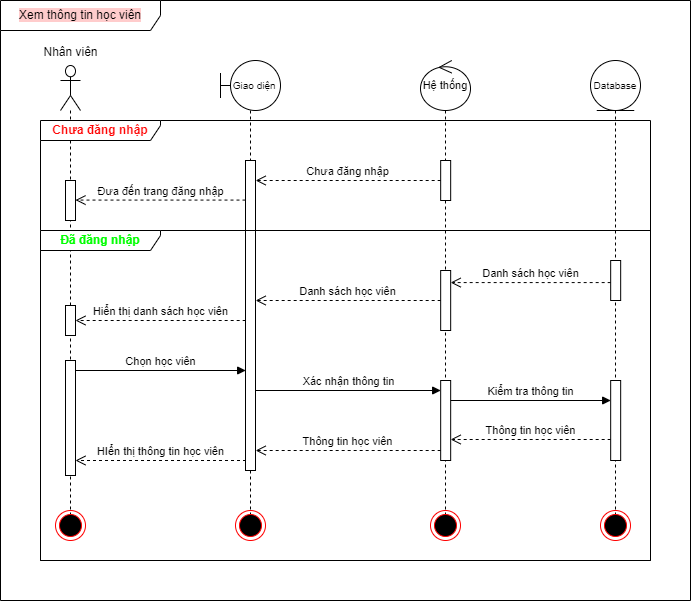 Xem thông tin học viên
Nhân viên
Giao diện
Hệ thống
Database
Chưa đăng nhập
Chưa đăng nhập
Đưa đến trang đăng nhập
Đã đăng nhập
Danh sách học viên
Danh sách học viên
Hiển thị danh sách học viên
Chọn học viên
Xác nhận thông tin
Kiểm tra thông tin
Thông tin học viên
Thông tin học viên
HIển thị thông tin học viên